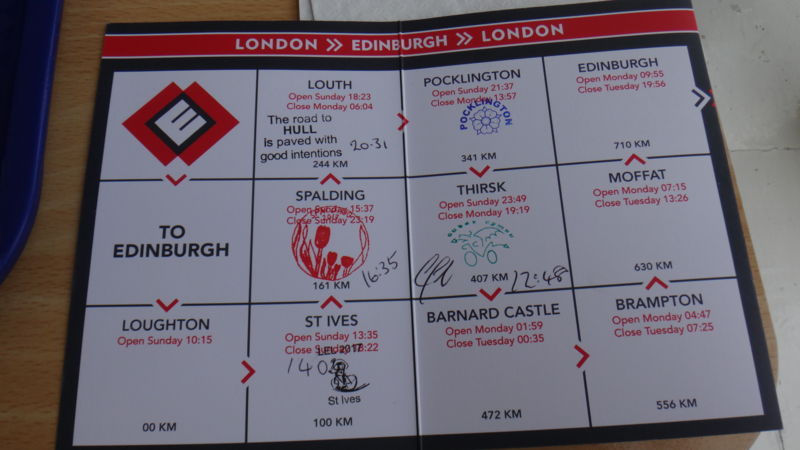 LONDON >> EDINBURGH >> LONDON
LOUTH
Open Sunday 18:23
Close Monday 06:04
The road to
HULL
is paved with
good intentions
20.31
244 KM
POCKLINGTON
Open Sunday 21:37
Close Monday 13:57
POCKLINGTON
341 KM
EDINBURGH
Open Monday 09:55
Close Tuesday 19:56
710 KM
TO
EDINBURGH
SPALDING
Open Sunday 15:37
Close Sunday 23:19
16:35
161 KM
THIRSK
Open Sunday 23:49
Close Monday 19:19
407 KM
12:48
MOFFAT
Open Monday 07:15
Close Tuesday 13:26
630 KM
LOUGHTON
Open Sunday 10:15
00 KM
ST IVES
Open Sunday 13:35
Close Sunday 18:22
LEL 2017
St Ives
100 KM
BARNARD CASTLE
Open Monday 01:59
Close Tuesday 00:35
472 KM
BRAMPTON
Open Monday 04:47
Close Tuesday 07:25
556 KM